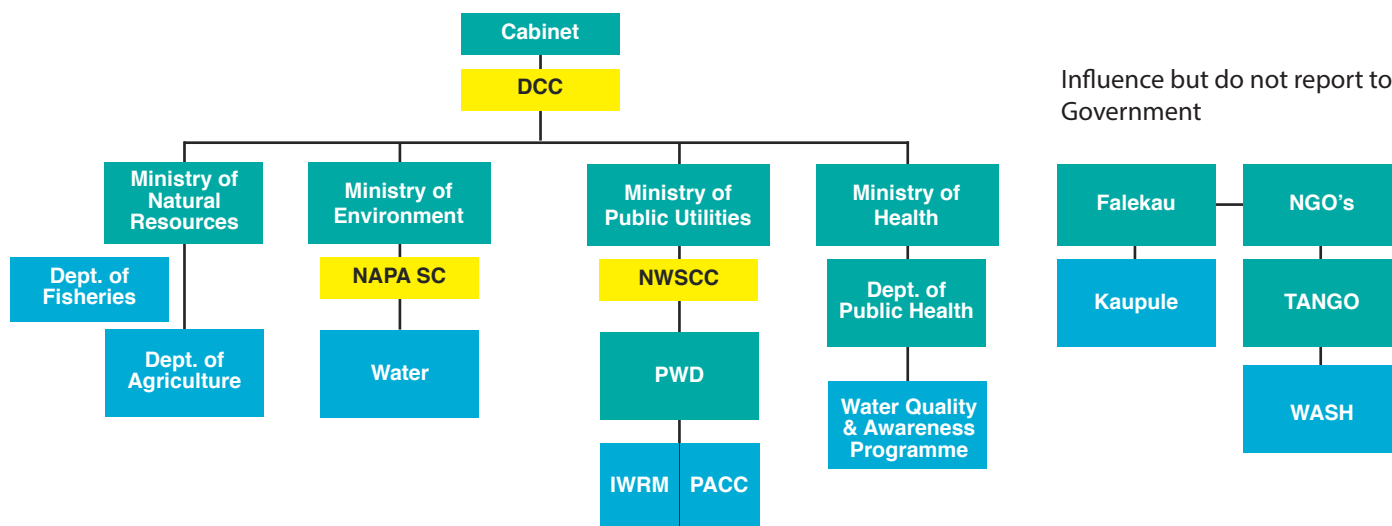 Cabinet
DCC
Influence but do not report to
Government
Ministry of
Natural
Resources
Ministry of
Environment
Ministry of
Public Utilities
Ministry of
Health
Falekau
NGO's
Dept. of
Fisheries
NAPA SC
NWSCC
Dept. of
Public Health
Kaupule
TANGO
Dept. of
Agriculture
Water
PWD
Water Quality
& Awareness
Programme
WASH
IWRM
PACC